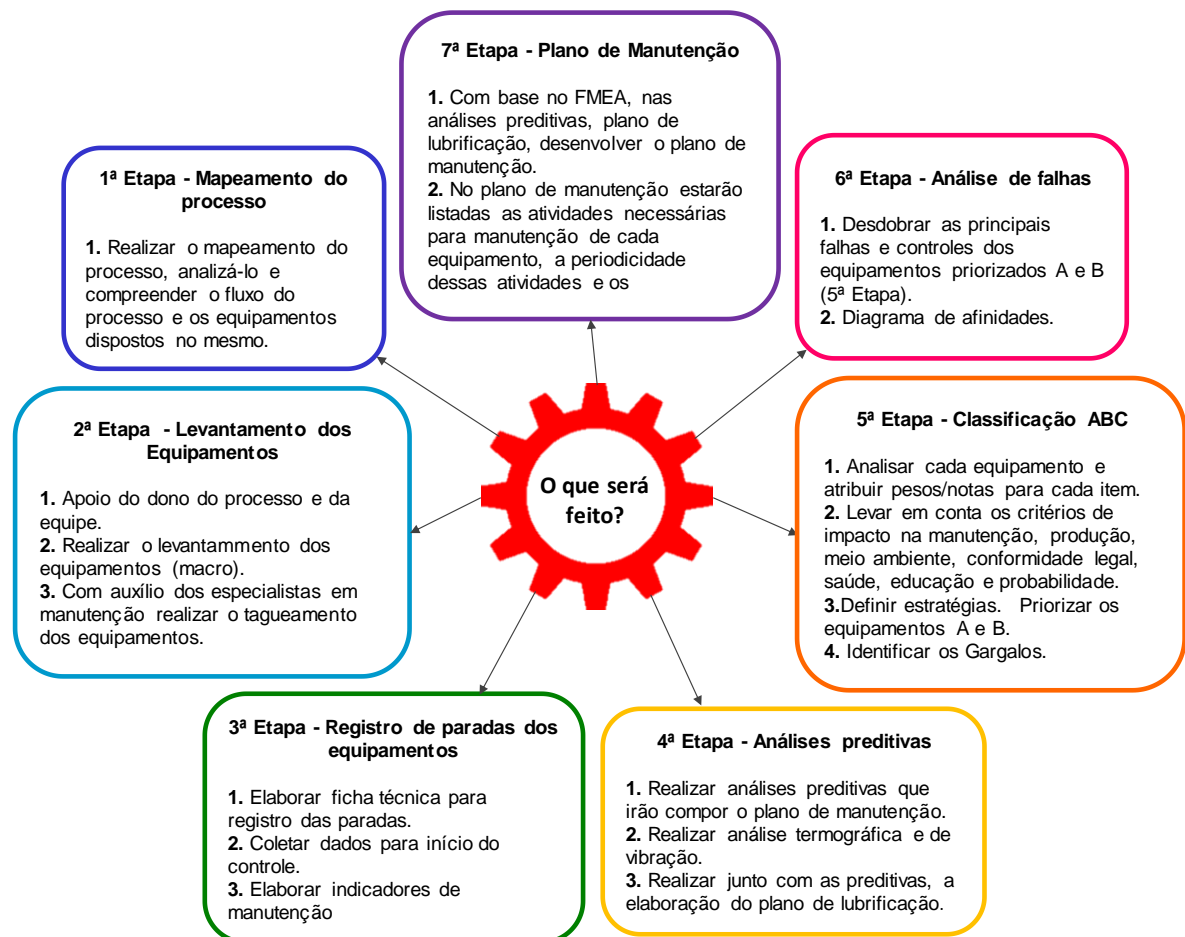 1ª Etapa - Mapeamento do
processo
1. Realizar o mapeamento do
processo, analizá-lo e
compreender o fluxo do
processo e os equipamentos
dispostos no mesmo.
2ª Etapa - Levantamento dos
Equipamentos
1. Apoio do dono do processo e da
equipe.
2. Realizar o levantammento dos
equipamentos (macro).
3. Com auxílio dos especialistas em
manutenção realizar o tagueamento
dos equipamentos.
3ª Etapa - Registro de paradas dos
equipamentos
1. Elaborar ficha técnica para
registro das paradas.
2. Coletar dados para início do
controle.
3. Elaborar indicadores de
manutenção
4ª Etapa - Análises preditivas
1. Realizar análises preditivas que
irão compor o plano de manutenção.
2. Realizar análise termográfica e de
vibração.
3. Realizar junto com as preditivas, a
elaboração do plano de lubrificação.
5ª Etapa - Classificação ABC
1. Analisar cada equipamento e
atribuir pesos/notas para cada item.
2. Levar em conta os critérios de
impacto na manutenção, produção,
meio ambiente, conformidade legal,
saúde, educação e probabilidade.
3.Definir estratégias. Priorizar os
equipamentos A e B.
4. Identificar os Gargalos.
6ª Etapa - Análise de falhas
1. Desdobrar as principais
falhas e controles dos
equipamentos priorizados A e B
(5ª Etapa).
2. Diagrama de afinidades.
7ª Etapa - Plano de Manutenção
1. Com base no FMEA, nas
análises preditivas, plano de
lubrificação, desenvolver o plano de
manutenção.
2. No plano de manutenção estarão
listadas as atividades necessárias
para manutenção de cada
equipamento, a periodicidade
dessas atividades e os
O que será
feito?